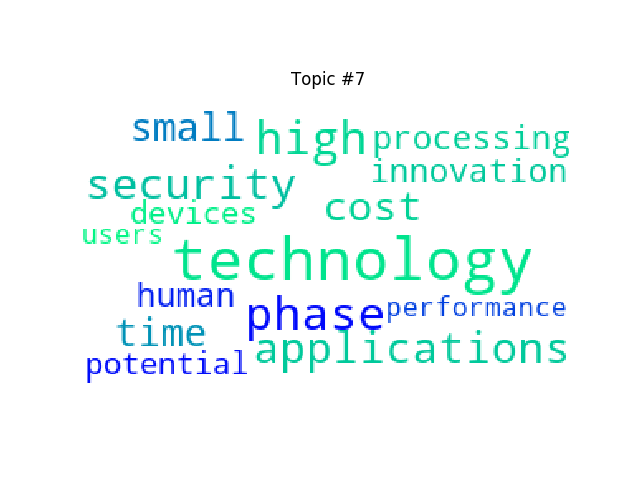 Topic #7
small high processing
innovation
security
cost
devices
users
technology
human
phase performance
time
applications
potential